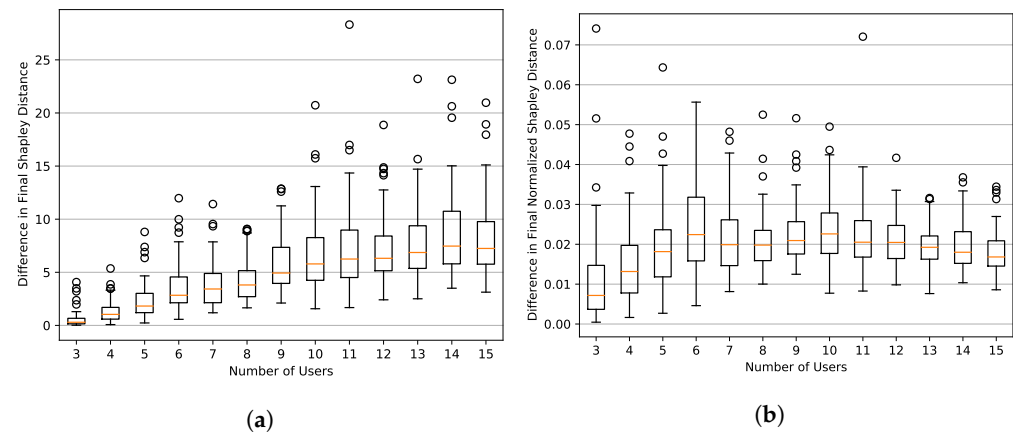 Difference in Final Shapley Distance
25
20
15
10
5
0
3 4 5 6 7 8 9 10 11 12 13 14 15
Number of Users
(a)
Difference in Final Normalized Shapley Distance
0.07
0.06
0.05
0.04
0.03
0.02
0.01
0.00
3 4 5 6 7 8 9 10 11 12 13 14 15
Number of Users
(b)